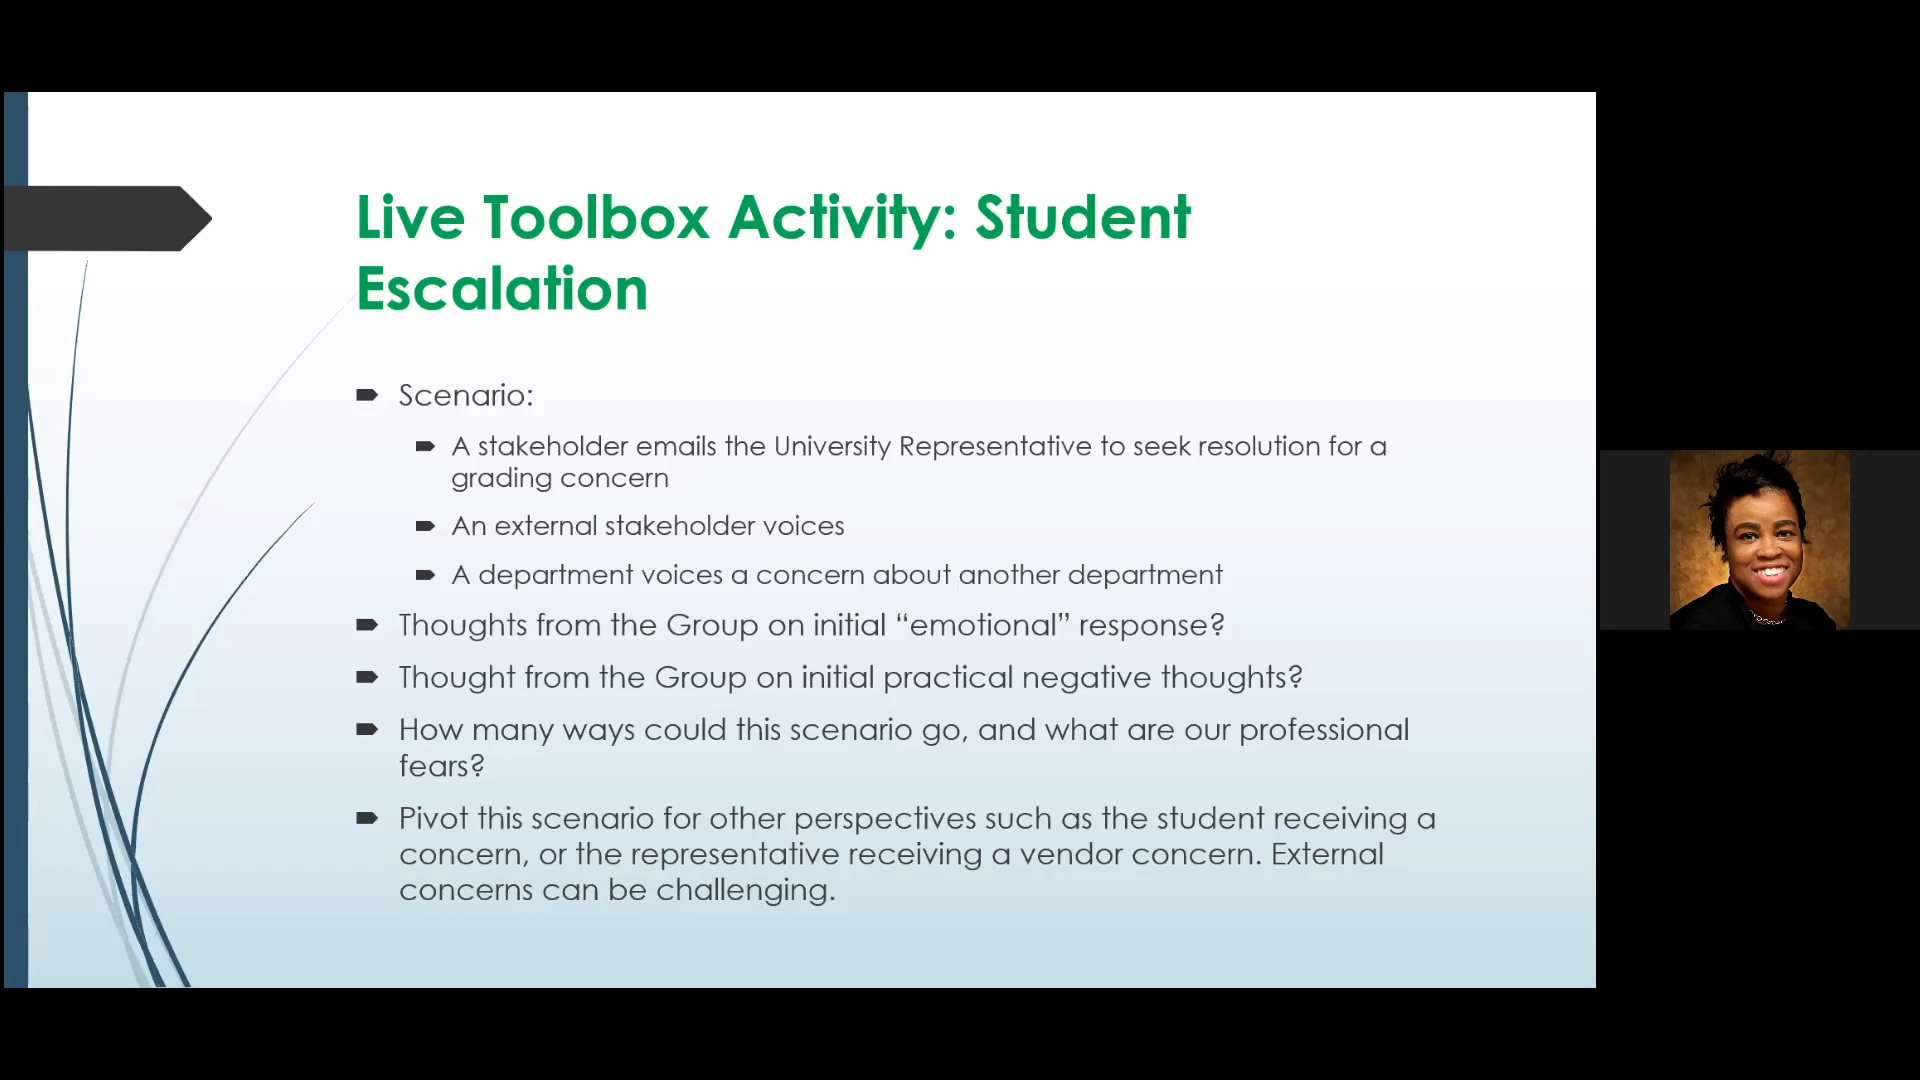 Live Toolbox Activity: Student
Escalation
Scenario:
A stakeholder emails the University Representative to seek resolution for a
grading concern
An external stakeholder voices
A department voices a concern about another department
Thoughts from the Group on initial “emotional” response?
Thought from the Group on initial practical negative thoughts?
How many ways could this scenario go, and what are our professional
fears?
Pivot this scenario for other perspectives such as the student receiving a
concern, or the representative receiving a vendor concern. External
concerns can be challenging.